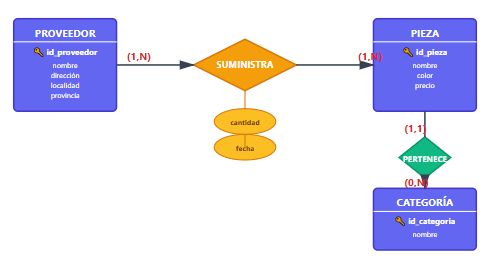 PROVEEDOR
id_proveedor
nombre
dirección
localidad
provincia
(1,N)
SUMINISTRA
cantidad
fecha
(1,N)
PIEZA
id_pieza
nombre
color
precio
(1,1)
PERTENECE
(0,N)
CATEGORÍA
id_categoria
nombre